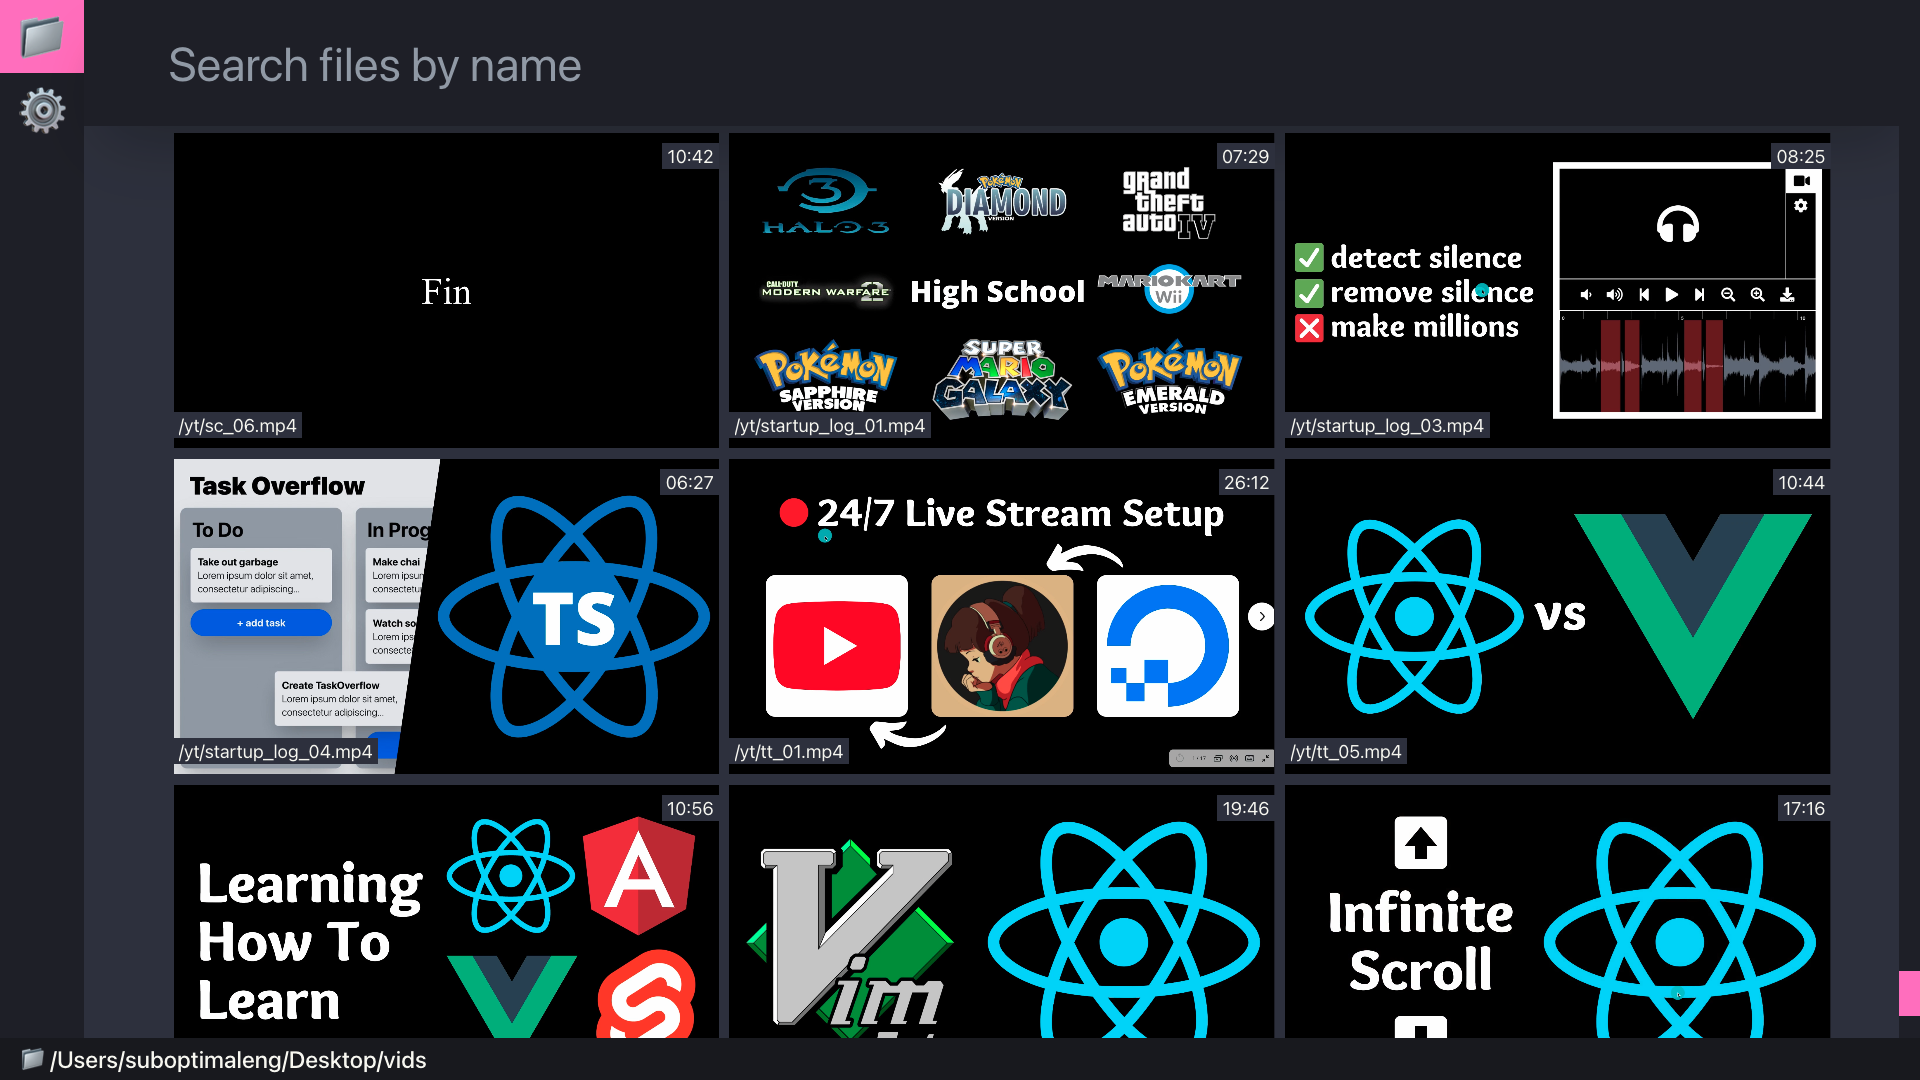 Search files by name
10:42
Fin
/yt/sc_06.mp4
07:29
3
HALO 3
POKéMON
DIAMOND
VERSION
grand
theft
auto IV
CALL OF DUTY
MODERN WARFARE 2
High School
MARIOKART
Wii
POKéMON
SAPPHIRE
VERSION
SUPER
MARIO
GALAXY
POKéMON
EMERALD
VERSION
/yt/startup_log_01.mp4
08:25
✅ detect silence
✅ remove silence
❌ make millions
/yt/startup_log_03.mp4
06:27
Task Overflow
To Do
Take out garbage
Lorem ipsum dolor sit amet,
consectetur adipiscing...
+ add task
In Prog
Make chai
Lorem ipsun
consectetu
Watch so
Lorem ips
consecte
Create TaskOverflow
Lorem ipsum dolor sit amet,
consectetur adipiscing...
TS
/yt/startup_log_04.mp4
26:12
24/7 Live Stream Setup
/yt/tt_01.mp4
10:44
vs
/yt/tt_05.mp4
10:56
Learning
How To
Learn
A
19:46
Vim
17:16
Infinite
Scroll
/Users/suboptimaleng/Desktop/vids